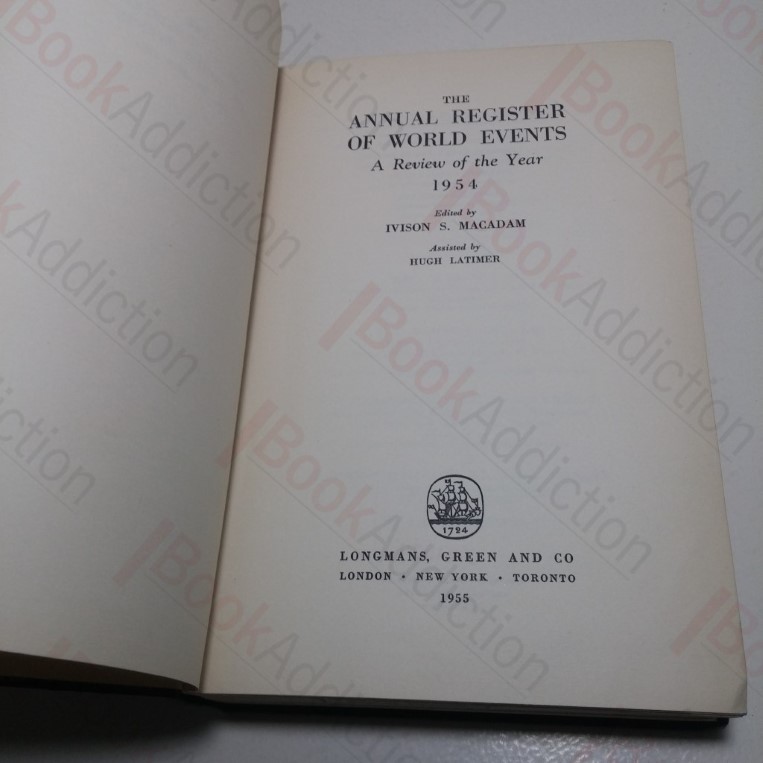 THE
ANNUAL REGISTER
OF WORLD EVENTS
A Review of the Year
1954
Edited by
IVISON S. MACADAM
Assisted by
HUGH LATIMER
1724
LONGMANS, GREEN AND CO
LONDON · NEW YORK · TORONTO
1955
BookAddiction